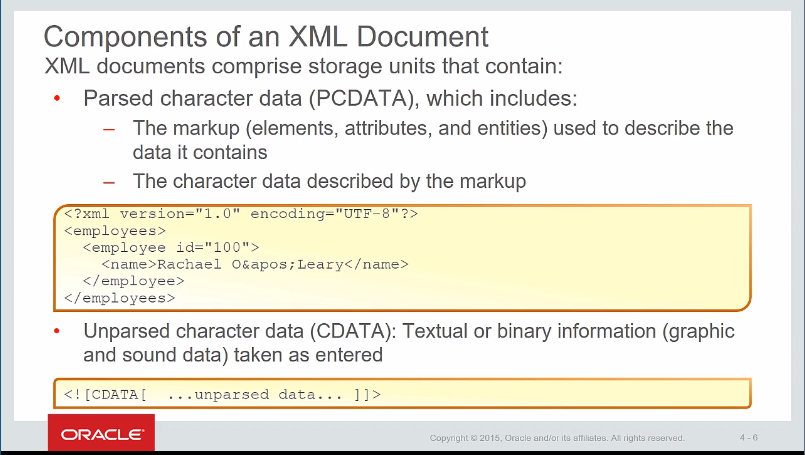 Components of an XML Document
XML documents comprise storage units that contain:
• Parsed character data (PCDATA), which includes:
– The markup (elements, attributes, and entities) used to describe the
data it contains
– The character data described by the markup
<?xml version="1.0" encoding="UTF-8"?>
<employees>
  <employee id="100">
    <name>Rachael O&apos;Leary</name>
  </employee>
</employees>
• Unparsed character data (CDATA): Textual or binary information (graphic
and sound data) taken as entered
<![CDATA[  ...unparsed data... ]]>
ORACLE
Copyright © 2015, Oracle and/or its affiliates. All rights reserved.
4 - 6